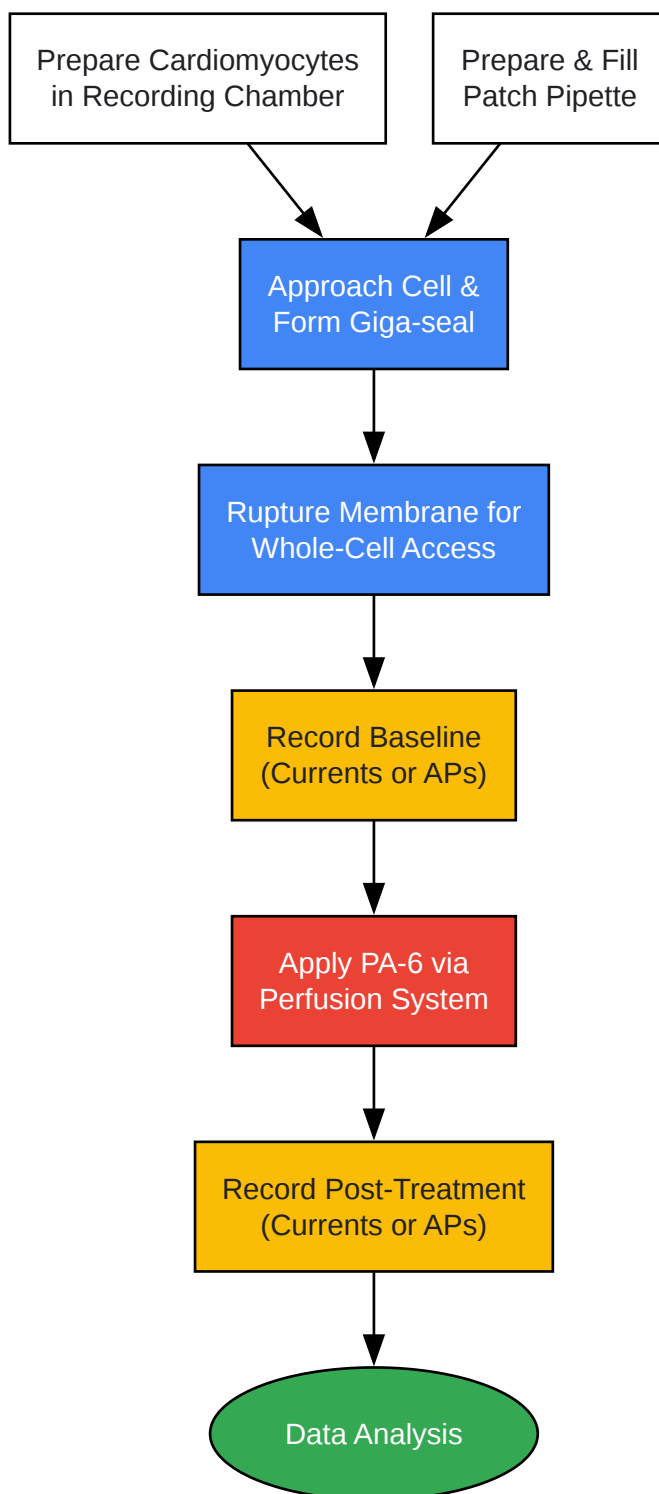 Prepare Cardiomyocytes
in Recording Chamber
Prepare & Fill
Patch Pipette
Approach Cell &
Form Giga-seal
Rupture Membrane for
Whole-Cell Access
Record Baseline
(Currents or APs)
Apply PA-6 via
Perfusion System
Record Post-Treatment
(Currents or APs)
Data Analysis